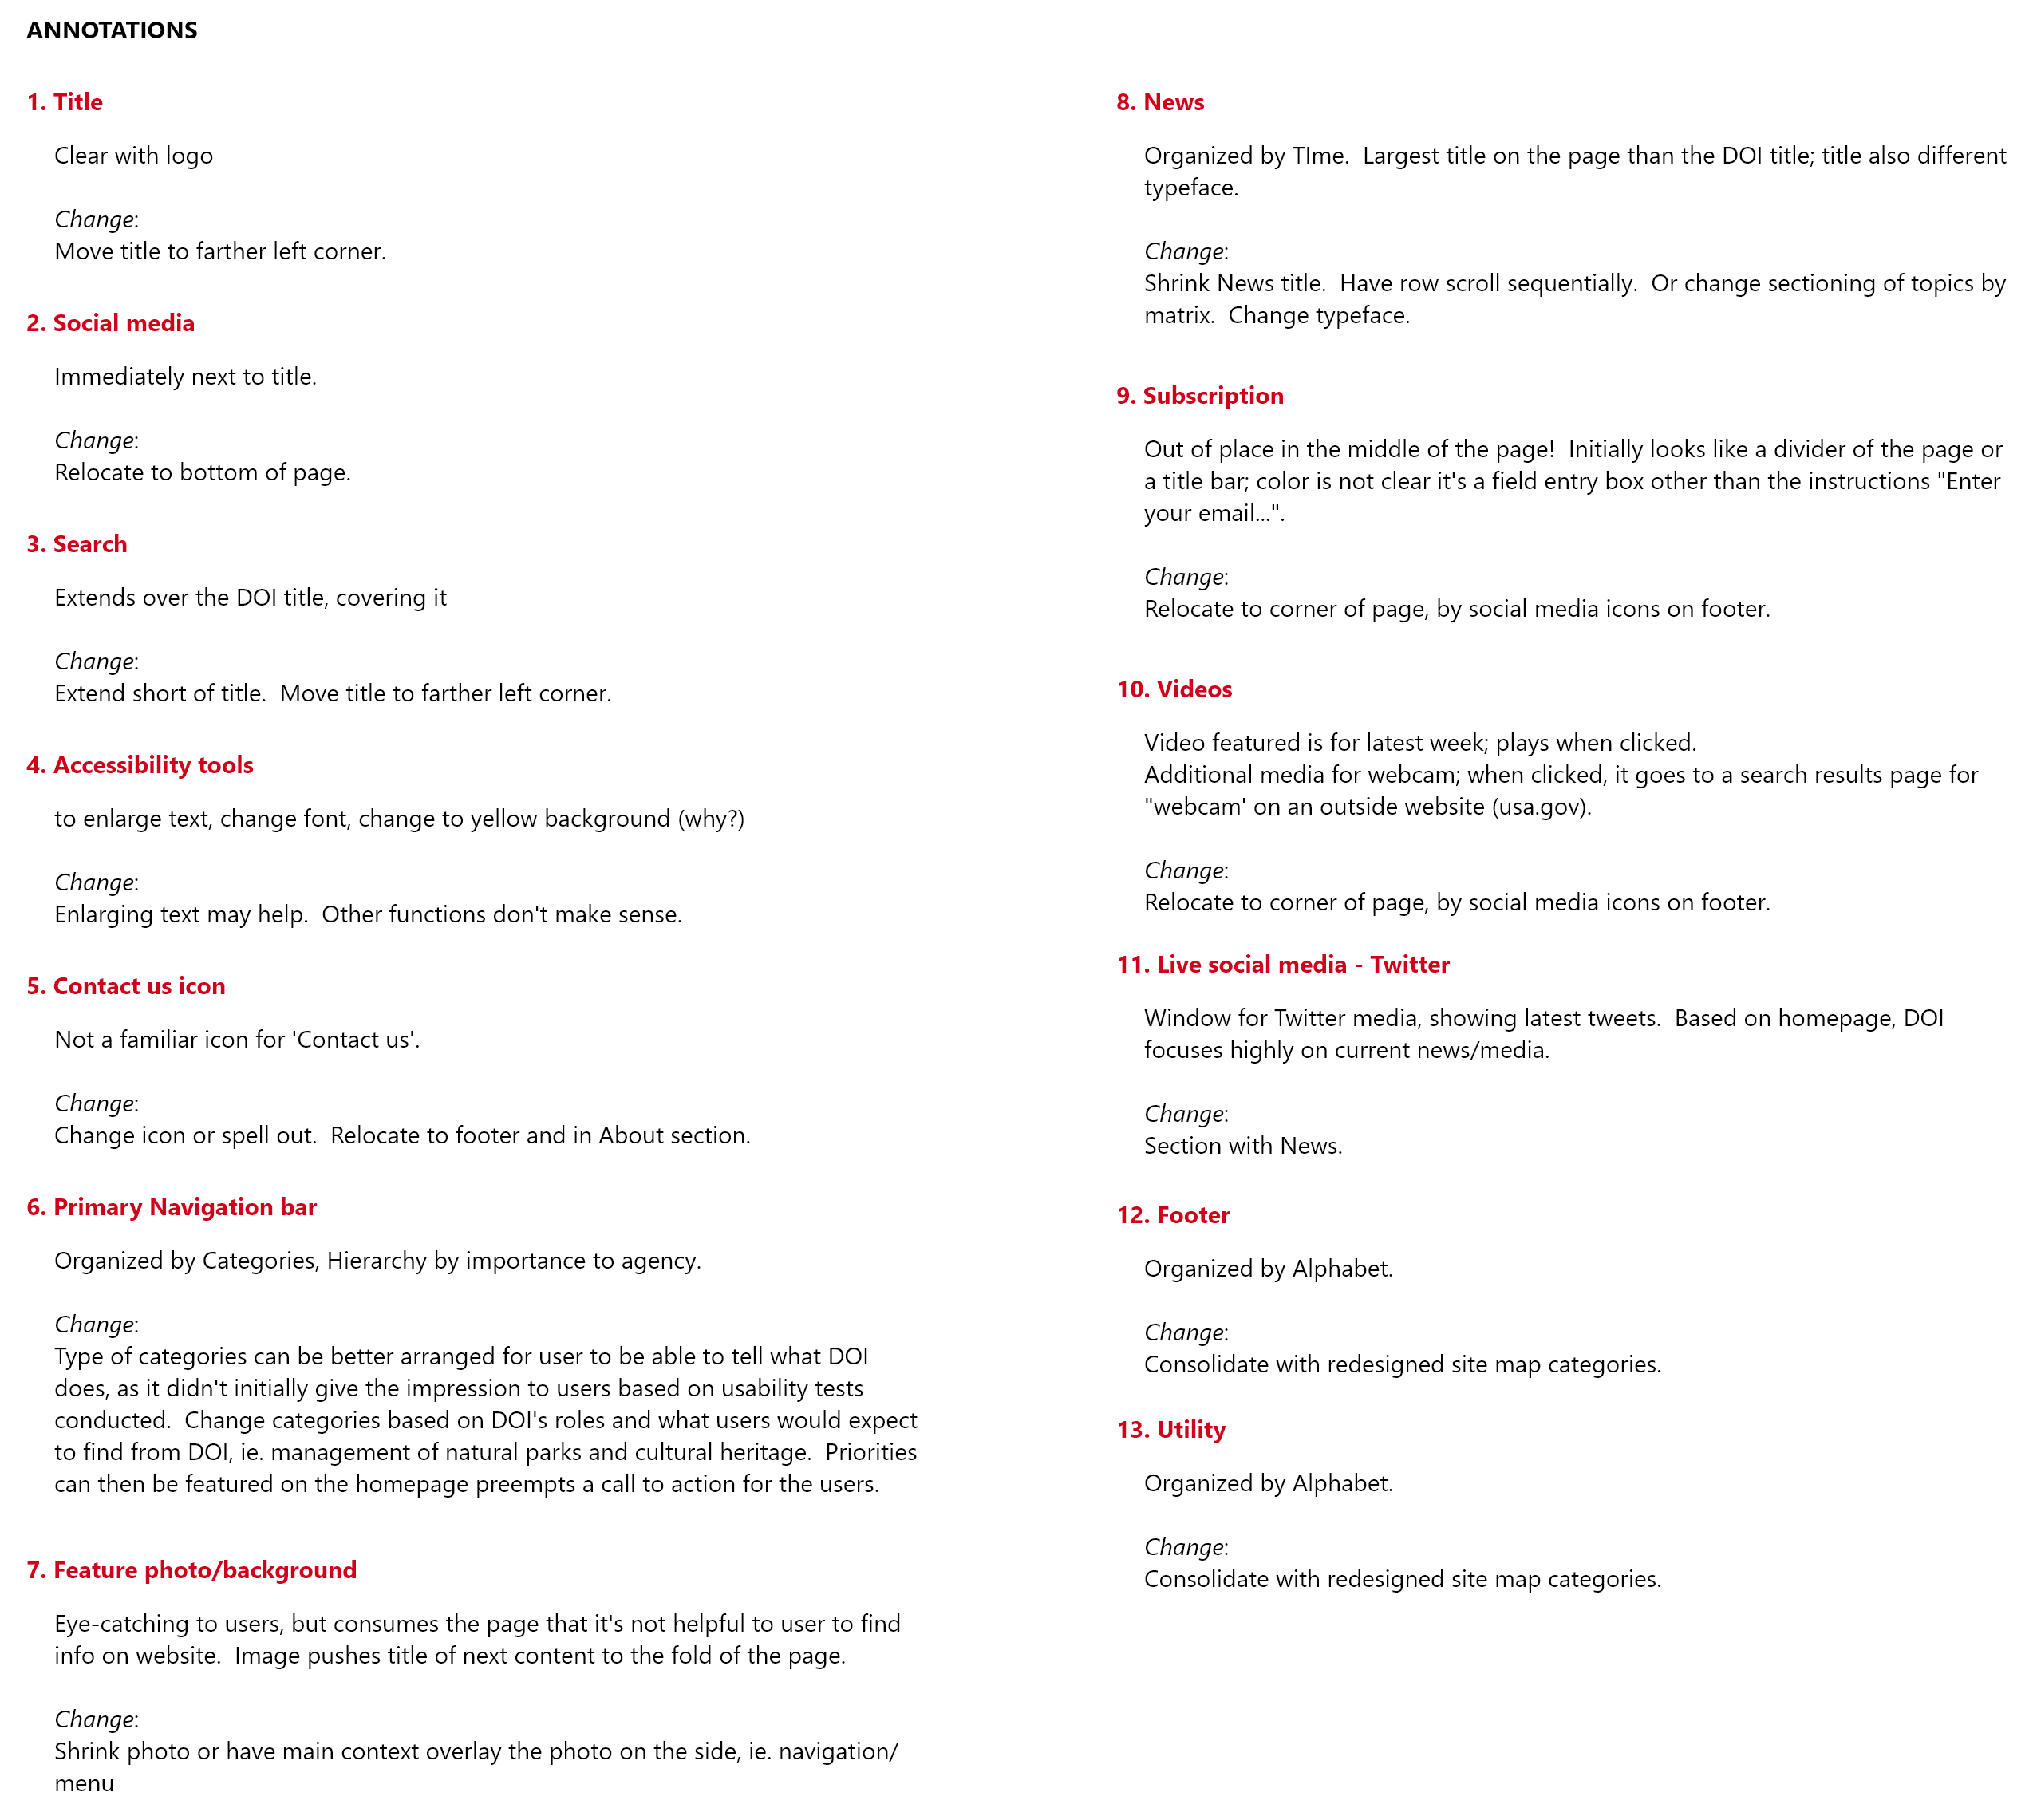 ANNOTATIONS
1. Title
Clear with logo
Change:
Move title to farther left corner.
2. Social media
Immediately next to title.
Change:
Relocate to bottom of page.
3. Search
Extends over the DOI title, covering it
Change:
Extend short of title.  Move title to farther left corner.
4. Accessibility tools
to enlarge text, change font, change to yellow background (why?)
Change:
Enlarging text may help.  Other functions don't make sense.
5. Contact us icon
Not a familiar icon for 'Contact us'.
Change:
Change icon or spell out.  Relocate to footer and in About section.
6. Primary Navigation bar
Organized by Categories, Hierarchy by importance to agency.
Change:
Type of categories can be better arranged for user to be able to tell what DOI
does, as it didn't initially give the impression to users based on usability tests
conducted.  Change categories based on DOI's roles and what users would expect
to find from DOI, ie. management of natural parks and cultural heritage.  Priorities
can then be featured on the homepage preempts a call to action for the users.
7. Feature photo/background
Eye-catching to users, but consumes the page that it's not helpful to user to find
info on website.  Image pushes title of next content to the fold of the page.
Change:
Shrink photo or have main context overlay the photo on the side, ie. navigation/
menu
8. News
Organized by TIme.  Largest title on the page than the DOI title; title also different
typeface.
Change:
Shrink News title.  Have row scroll sequentially.  Or change sectioning of topics by
matrix.  Change typeface.
9. Subscription
Out of place in the middle of the page!  Initially looks like a divider of the page or
a title bar; color is not clear it's a field entry box other than the instructions "Enter
your email...".
Change:
Relocate to corner of page, by social media icons on footer.
10. Videos
Video featured is for latest week; plays when clicked.
Additional media for webcam; when clicked, it goes to a search results page for
"webcam' on an outside website (usa.gov).
Change:
Relocate to corner of page, by social media icons on footer.
11. Live social media - Twitter
Window for Twitter media, showing latest tweets.  Based on homepage, DOI
focuses highly on current news/media.
Change:
Section with News.
12. Footer
Organized by Alphabet.
Change:
Consolidate with redesigned site map categories.
13. Utility
Organized by Alphabet.
Change:
Consolidate with redesigned site map categories.